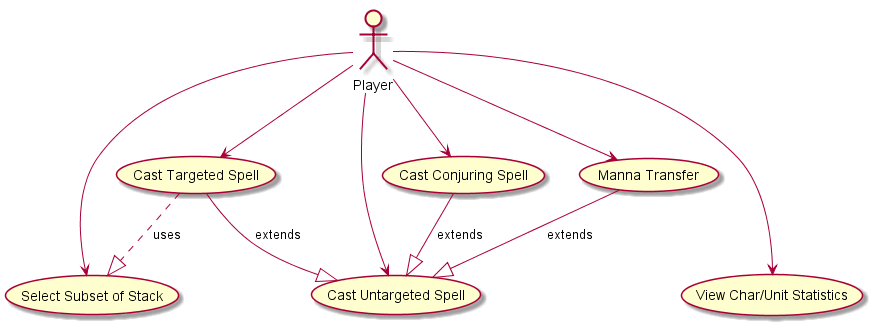 Player
Cast Targeted Spell
Cast Conjuring Spell
Manna Transfer
uses
extends
extends
extends
Select Subset of Stack
Cast Untargeted Spell
View Char/Unit Statistics